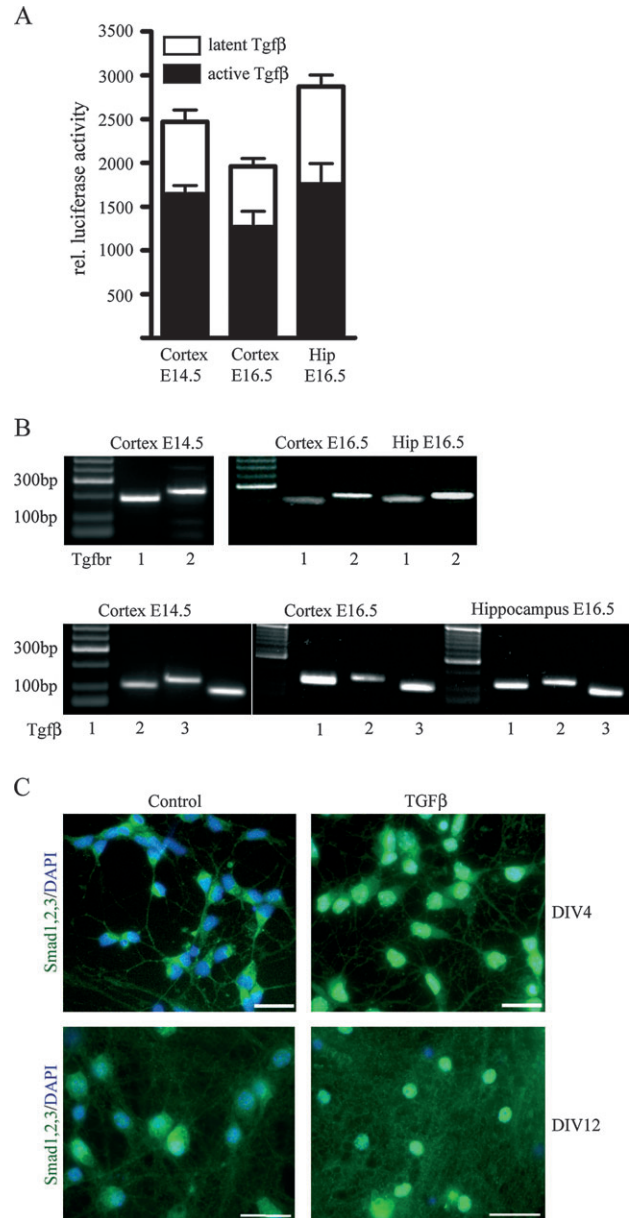 A
3500
3000
2500
2000
1500
1000
500
rel. luciferase activity
latent Tgfβ
active Tgfβ
Cortex
E14.5
Cortex
E16.5
Hip
E16.5
B
Cortex E14.5
Cortex E16.5
Hip E16.5
300bp
100bp
Tgfbr 1 2
1 2 1 2
Cortex E14.5
Cortex E16.5
Hippocampus E16.5
300bp
100bp
Tgfβ 1 2 3
1 2 3
1 2 3
C
Control
TGFβ
Smad1,2,3/DAPI
DIV4
Smad1,2,3/DAPI
DIV12